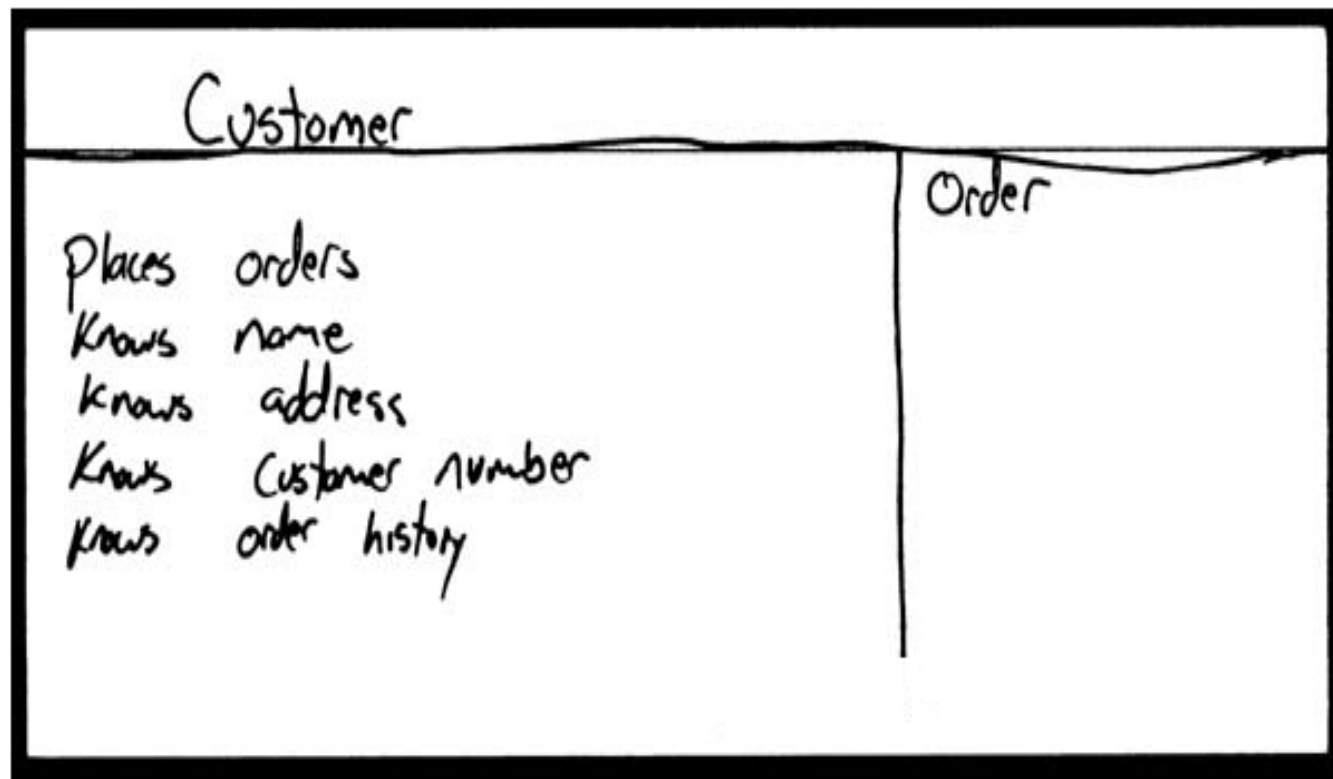 Customer
Order
Places orders
Knows name
Knows address
Knows Customer number
Knows order history